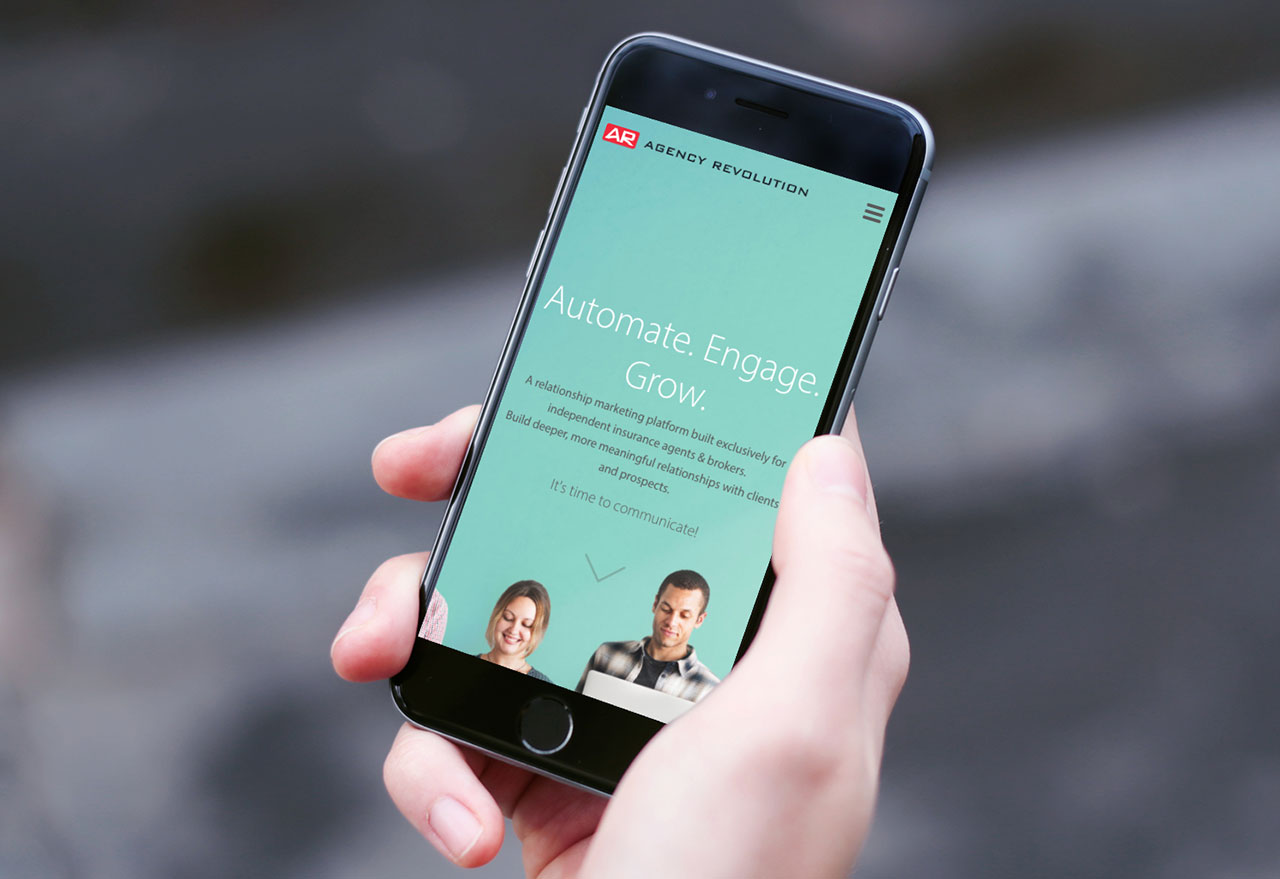 AR AGENCY REVOLUTION
Automate. Engage.
Grow.
A relationship marketing platform built exclusively for
independent insurance agents & brokers.
Build deeper, more meaningful relationships with clients
and prospects.
It's time to communicate!